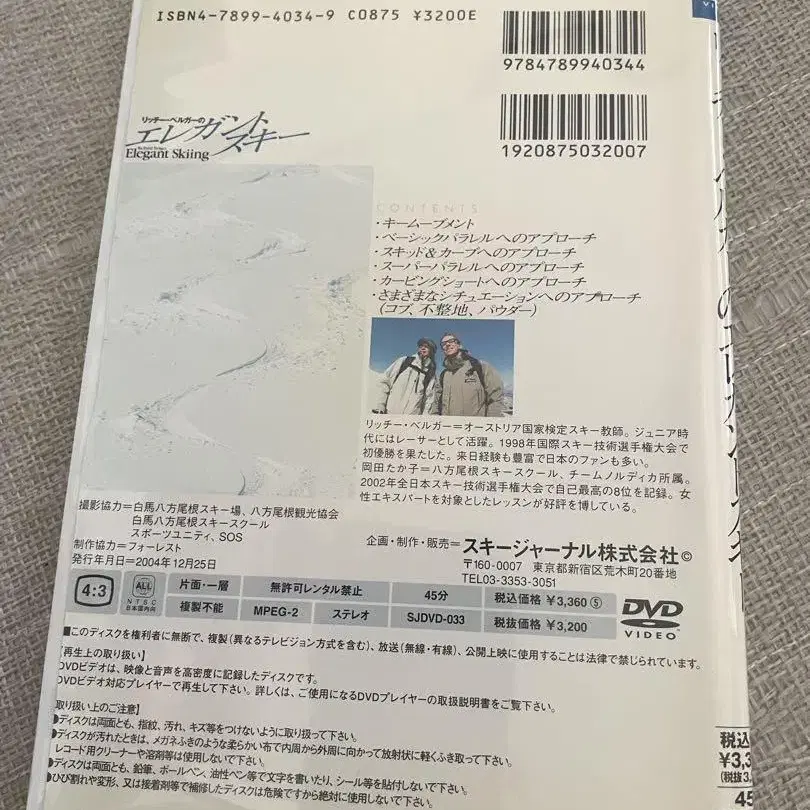 ISBN4-7899-4034-9 C0875 ¥3200E
9784789940344
1920875032007
リッチー・ベルガーの
エレガントスキー
Elegant Skiing
CONTENTS
・キームーブメント
・ベーシックパラレルへのアプローチ
・スキッド&カーブへのアプローチ
・スーパーパラレルへのアプローチ
・カービングショートへのアプローチ
・さまざまなシチュエーションへのアプローチ
(コブ、不整地、パウダー)
リッチー・ベルガー=オーストリア国家検定スキー教師。ジュニア時
代にはレーサーとして活躍。1998年国際スキー技術選手権大会で
初優勝を果たした。来日経験も豊富で日本のファンも多い。
岡田たか子=八方尾根スキースクール、チームノルディカ所属。
2002年全日本スキー技術選手権大会で自己最高の8位を記録。女
性エキスパートを対象としたレッスンが好評を博している。
撮影協力=白馬八方尾根スキー場、八方尾根観光協会
白馬八方尾根スキースクール
スポーツユニティ、SOS
制作協力=フォーレスト
発行年月日=2004年12月25日
企画・制作・販売=スキージャーナル株式会社©
〒160-0007 東京都新宿区荒木町20番地
TEL03-3353-3051
4:3 ALL NTSC 日本国内向 片面・一層 無許可レンタル禁止 45分 税込価格 ¥3,360 ⑤
複製不能 MPEG-2 ステレオ SJDVD-033 税抜価格 ¥3,200
DVD VIDEO
■このディスクを権利者に無断で、複製(異なるテレビジョン方式を含む)、放送(無線・有線)、公開上映に使用することは法律で禁じられています。
【再生上の取り扱い】
DVDビデオは、映像と音声を高密度に記録したディスクです。
DVDビデオ対応プレイヤーで再生して下さい。詳しくは、ご使用になるDVDプレイヤーの取扱説明書をご覧下さい。
取り扱い上のご注意】
●ディスクは両面とも、指紋、汚れ、キズ等をつけないように取り扱って下さい。
●ディスクが汚れたときは、メガネふきのような柔らかい布で内周から外周に向かって放射状に軽くふき取って下さい。
レコード用クリーナーや溶剤等は使用しないで下さい。
●ディスクは両面とも、鉛筆、ボールペン、油性ペン等で文字を書いたり、シール等を貼付しないで下さい。
●ひび割れや変形、又は接着剤等で補修したディスクは危険ですから絶対に使用しないで下さい。
税込
¥3,3
(税抜3,
45